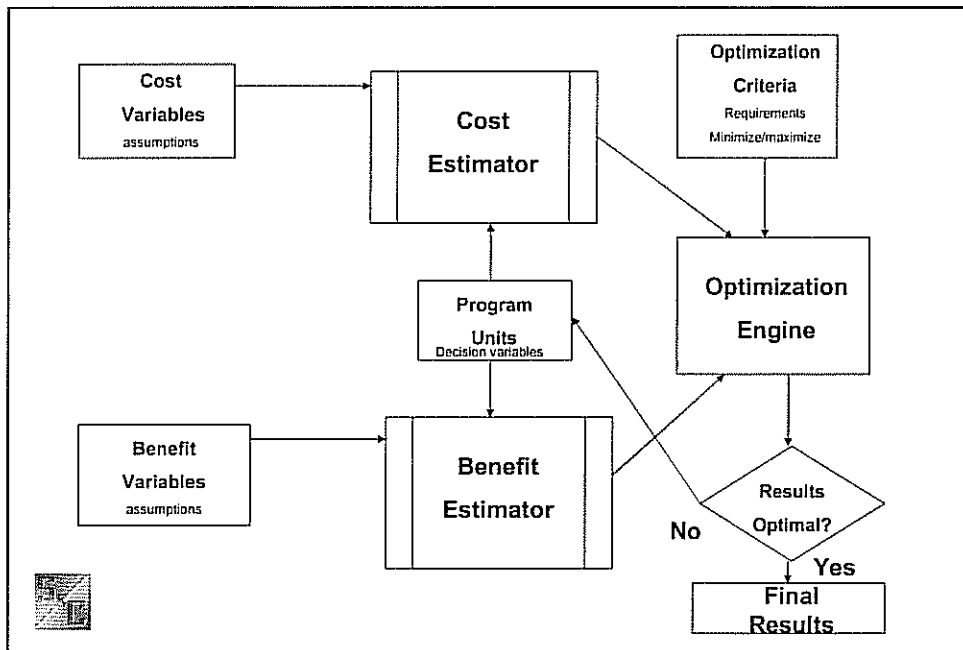 Cost
Variables
assumptions
Cost
Estimator
Optimization
Criteria
Requirements
Minimize/maximize
Program
Units
Decision variables
Optimization
Engine
Benefit
Variables
assumptions
Benefit
Estimator
Results
Optimal?
No
Yes
Final
Results